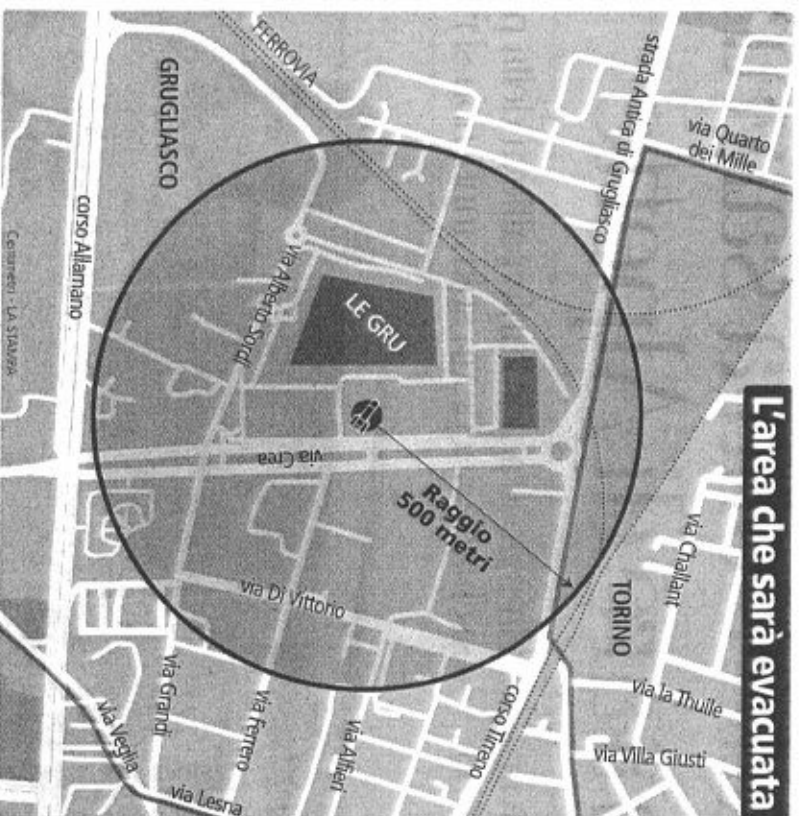 L'area che sarà evacuata
FERROVIA
GRUGLIASCO
strada Antica di Grugliasco
via Quarto
dei Mille
corso Allamano
via Alberto Sordi
LE GRU
via Crea
Raggio
500 metri
TORINO
via Challant
via Di Vittorio
via la Thuile
via Villa Giusti
corso Tirreno
via Alfieri
via Ferrero
via Grandi
via Veglia
via Lesna
Centimetri - LA STAMPA